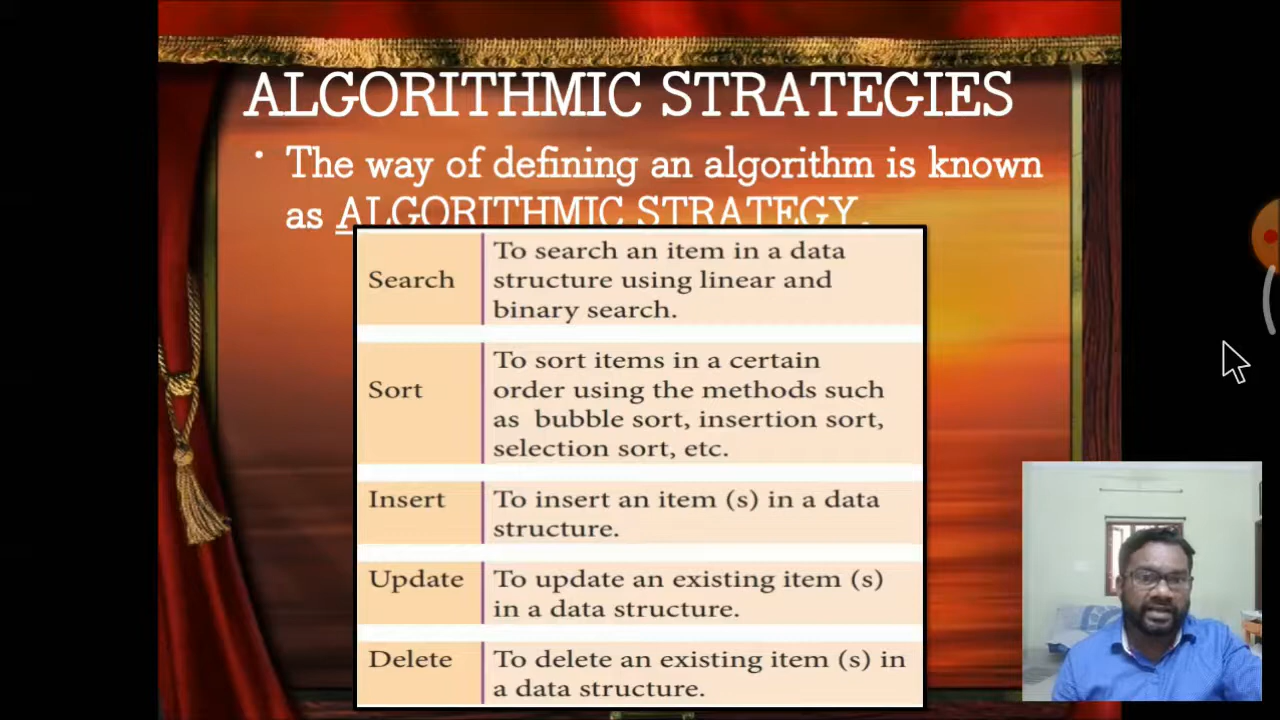 ALGORITHMIC STRATEGIES
• The way of defining an algorithm is known
as ALGORITHMIC STRATEGY.
Search
To search an item in a data
structure using linear and
binary search.
Sort
To sort items in a certain
order using the methods such
as bubble sort, insertion sort,
selection sort, etc.
Insert
To insert an item (s) in a data
structure.
Update
To update an existing item (s)
in a data structure.
Delete
To delete an existing item (s) in
a data structure.